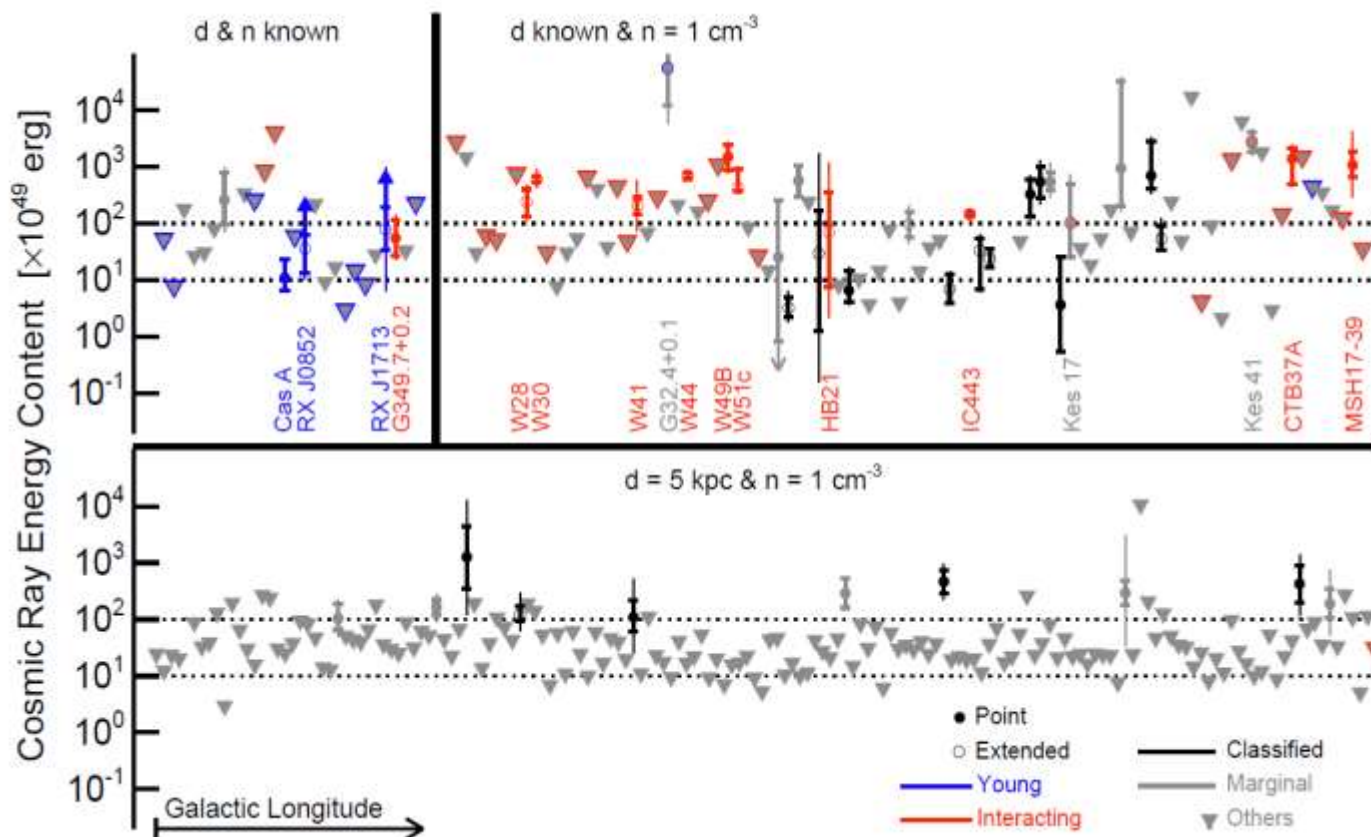 Cosmic Ray Energy Content [×10⁴⁹ erg]
d & n known
d known & n = 1 cm⁻³
10⁴
10³
10²
10¹
10⁰
10⁻¹
Cas A
RX J0852
RX J1713
G349.7+0.2
W28
W30
W41
G32.4+0.1
W44
W49B
W51c
HB21
IC443
Kes 17
Kes 41
CTB37A
MSH17-39
d = 5 kpc & n = 1 cm⁻³
10⁴
10³
10²
10¹
10⁰
10⁻¹
Galactic Longitude
Point
Extended
Classified
Young
Marginal
Interacting
Others